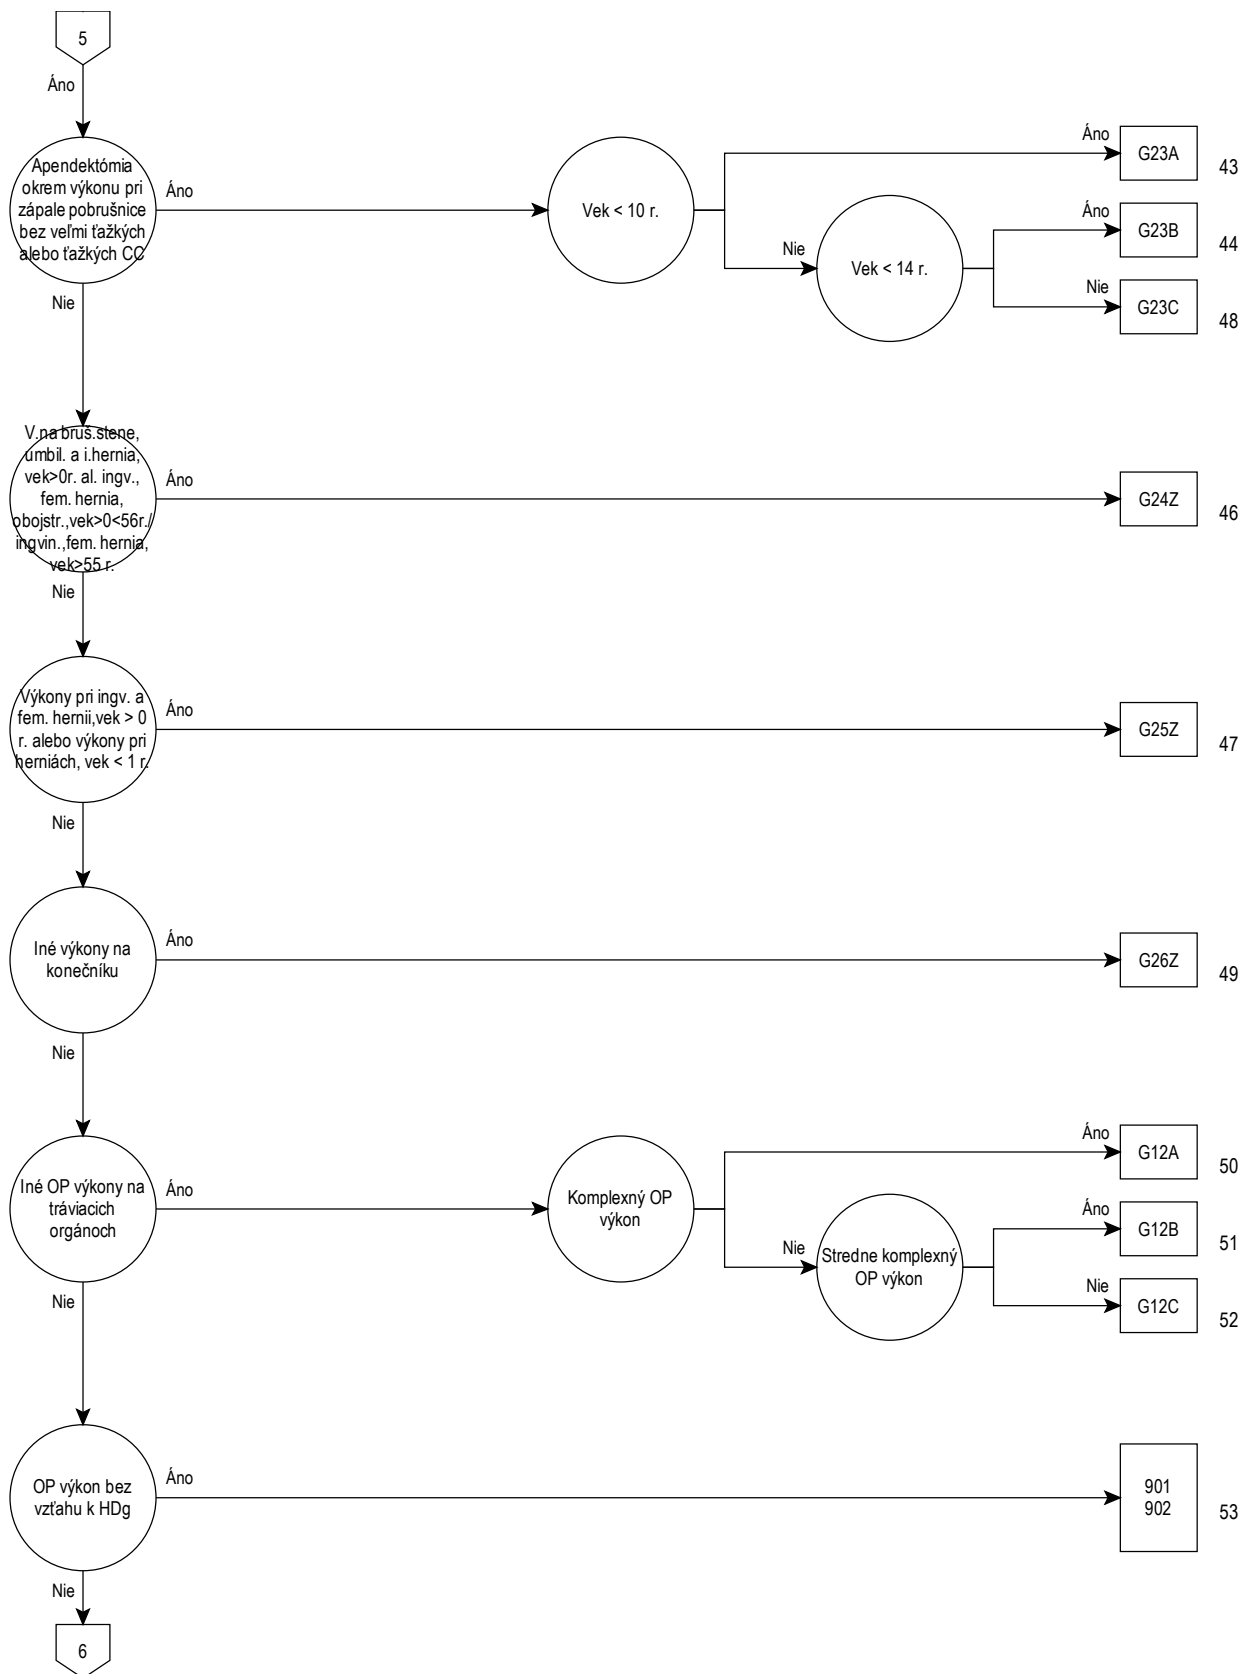 5
Áno
Apendektómia
okrem výkonu pri
zápale pobrušnice
bez veľmi ťažkých
alebo ťažkých CC
Áno
Vek < 10 r.
Áno
G23A
43
Nie
Vek < 14 r.
Áno
G23B
44
Nie
G23C
48
Nie
V.na bruš.stene,
umbil. a i.hernia,
vek>0r. al. ingv.,
fem. hernia,
obojstr.,vek>0<56r./
ingvin.,fem. hernia,
vek>55 r.
Áno
G24Z
46
Nie
Výkony pri ingv. a
fem. hernii,vek > 0
r. alebo výkony pri
herniách, vek < 1 r.
Áno
G25Z
47
Nie
Iné výkony na
konečníku
Áno
G26Z
49
Nie
Iné OP výkony na
tráviacich
orgánoch
Áno
Komplexný OP
výkon
Áno
G12A
50
Nie
Stredne komplexný
OP výkon
Áno
G12B
51
Nie
G12C
52
Nie
OP výkon bez
vzťahu k HDg
Áno
901
902
53
Nie
6